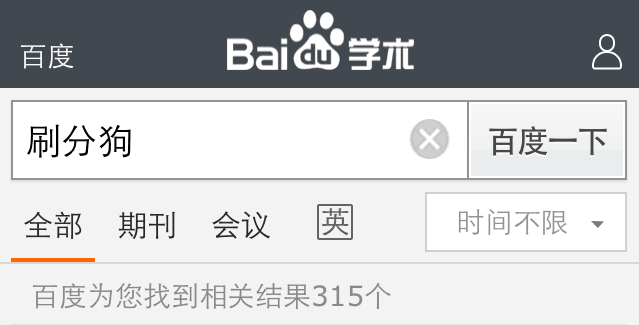 百度 Bai du 学术
刷分狗 百度一下
全部 期刊 会议 英 时间不限
百度为您找到相关结果315个